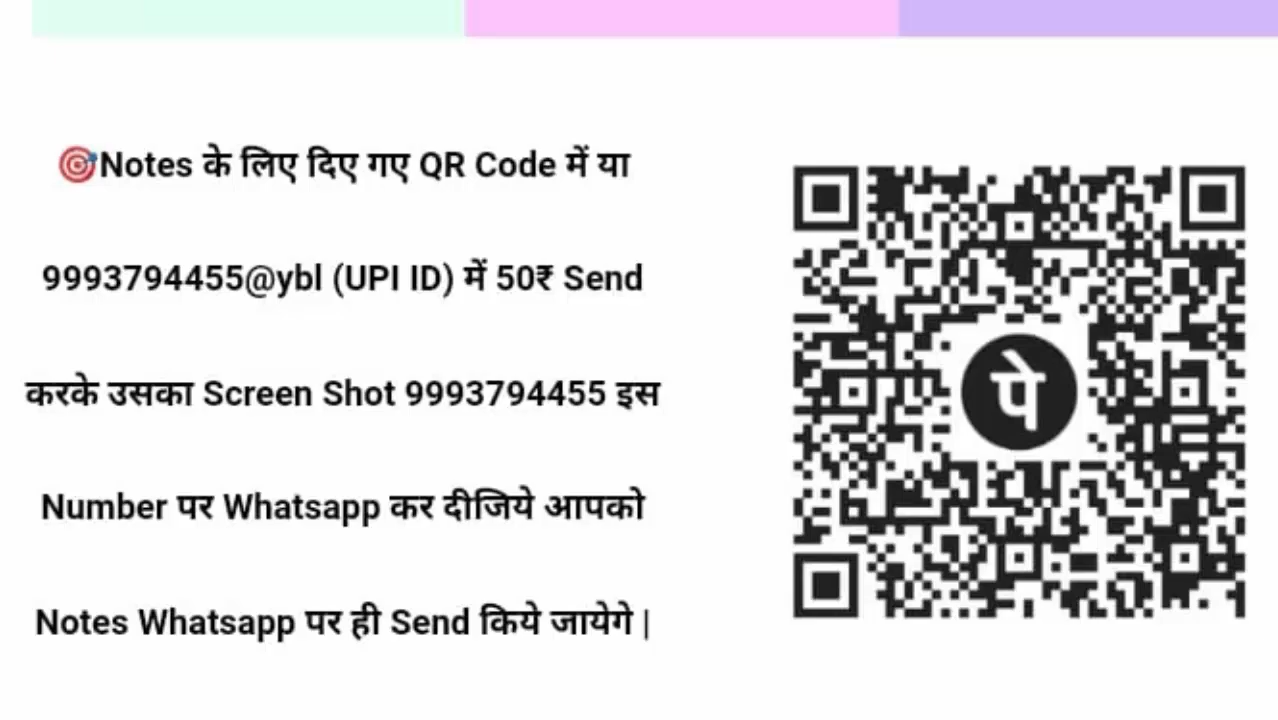 🎯Notes के लिए दिए गए QR Code में या
9993794455@ybl (UPI ID) में 50₹ Send
करके उसका Screen Shot 9993794455 इस
Number पर Whatsapp कर दीजिये आपको
Notes Whatsapp पर ही Send किये जायेगे |
पे